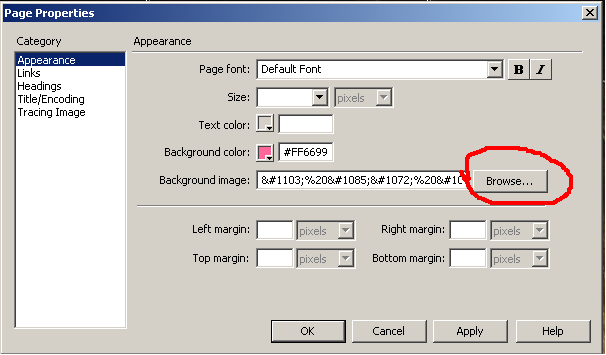 Page Properties
Category
Appearance
Links
Headings
Title/Encoding
Tracing Image
Appearance
Page font: Default Font B I
Size: pixels
Text color:
Background color: #FF6699
Background image: &#1103;%20&#1085;&#1072;%20&#10 Browse...
Left margin: pixels Right margin: pixels
Top margin: pixels Bottom margin: pixels
OK Cancel Apply Help